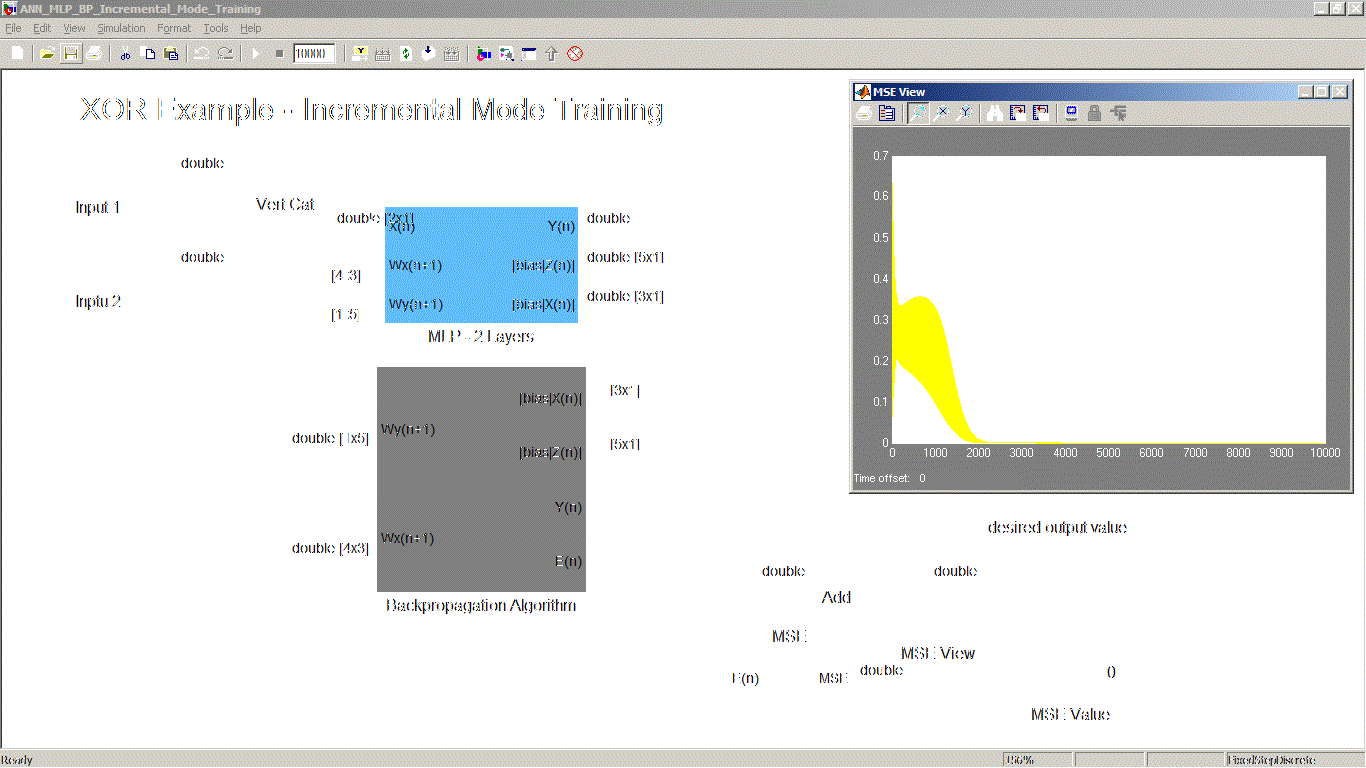 ANN_MLP_BP_Incremental_Mode_Training
File Edit View Simulation Format Tools Help
10000
XOR Example - Incremental Mode Training
double
Input 1
Vert Cat
double [2x1]
double
Inptu 2
[4x3]
[1x5]
X(n)
Y(n)
Wx(n+1)
|bias|Z(n)|
Wy(n+1)
|bias|X(n)|
double
double [5x1]
double [3x1]
MLP - 2 Layers
|bias|X(n)|
Wy(n+1)
|bias|Z(n)|
Y(n)
Wx(n+1)
E(n)
[3x1]
[5x1]
double [1x5]
double [4x3]
Backpropagation Algorithm
MSE View
0.7
0.6
0.5
0.4
0.3
0.2
0.1
0
0 1000 2000 3000 4000 5000 6000 7000 8000 9000 10000
Time offset: 0
desired output value
double
double
Add
MSE
MSE View
E(n)
MSE
double
0
MSE Value
Ready
156%
FixedStepDiscrete